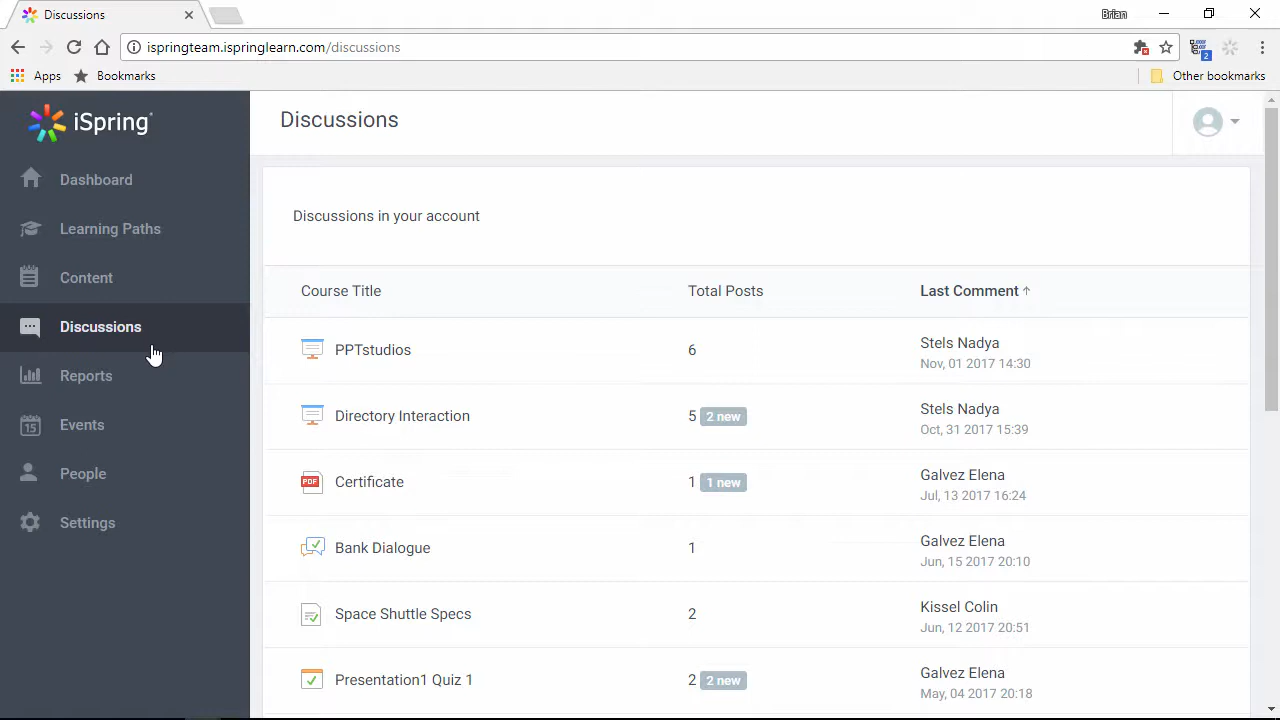 Discussions
Brian
ispringteam.ispringlearn.com/discussions
2
Apps
Bookmarks
Other bookmarks
iSpring
Discussions
Dashboard
Learning Paths
Content
Discussions
Reports
15
Events
People
Settings
Discussions in your account
Course Title Total Posts Last Comment ↑
PPTstudios 6 Stels Nadya
Nov, 01 2017 14:30
Directory Interaction 5 2 new Stels Nadya
Oct, 31 2017 15:39
PDF Certificate 1 1 new Galvez Elena
Jul, 13 2017 16:24
Bank Dialogue 1 Galvez Elena
Jun, 15 2017 20:10
Space Shuttle Specs 2 Kissel Colin
Jun, 12 2017 20:51
Presentation1 Quiz 1 2 2 new Galvez Elena
May, 04 2017 20:18